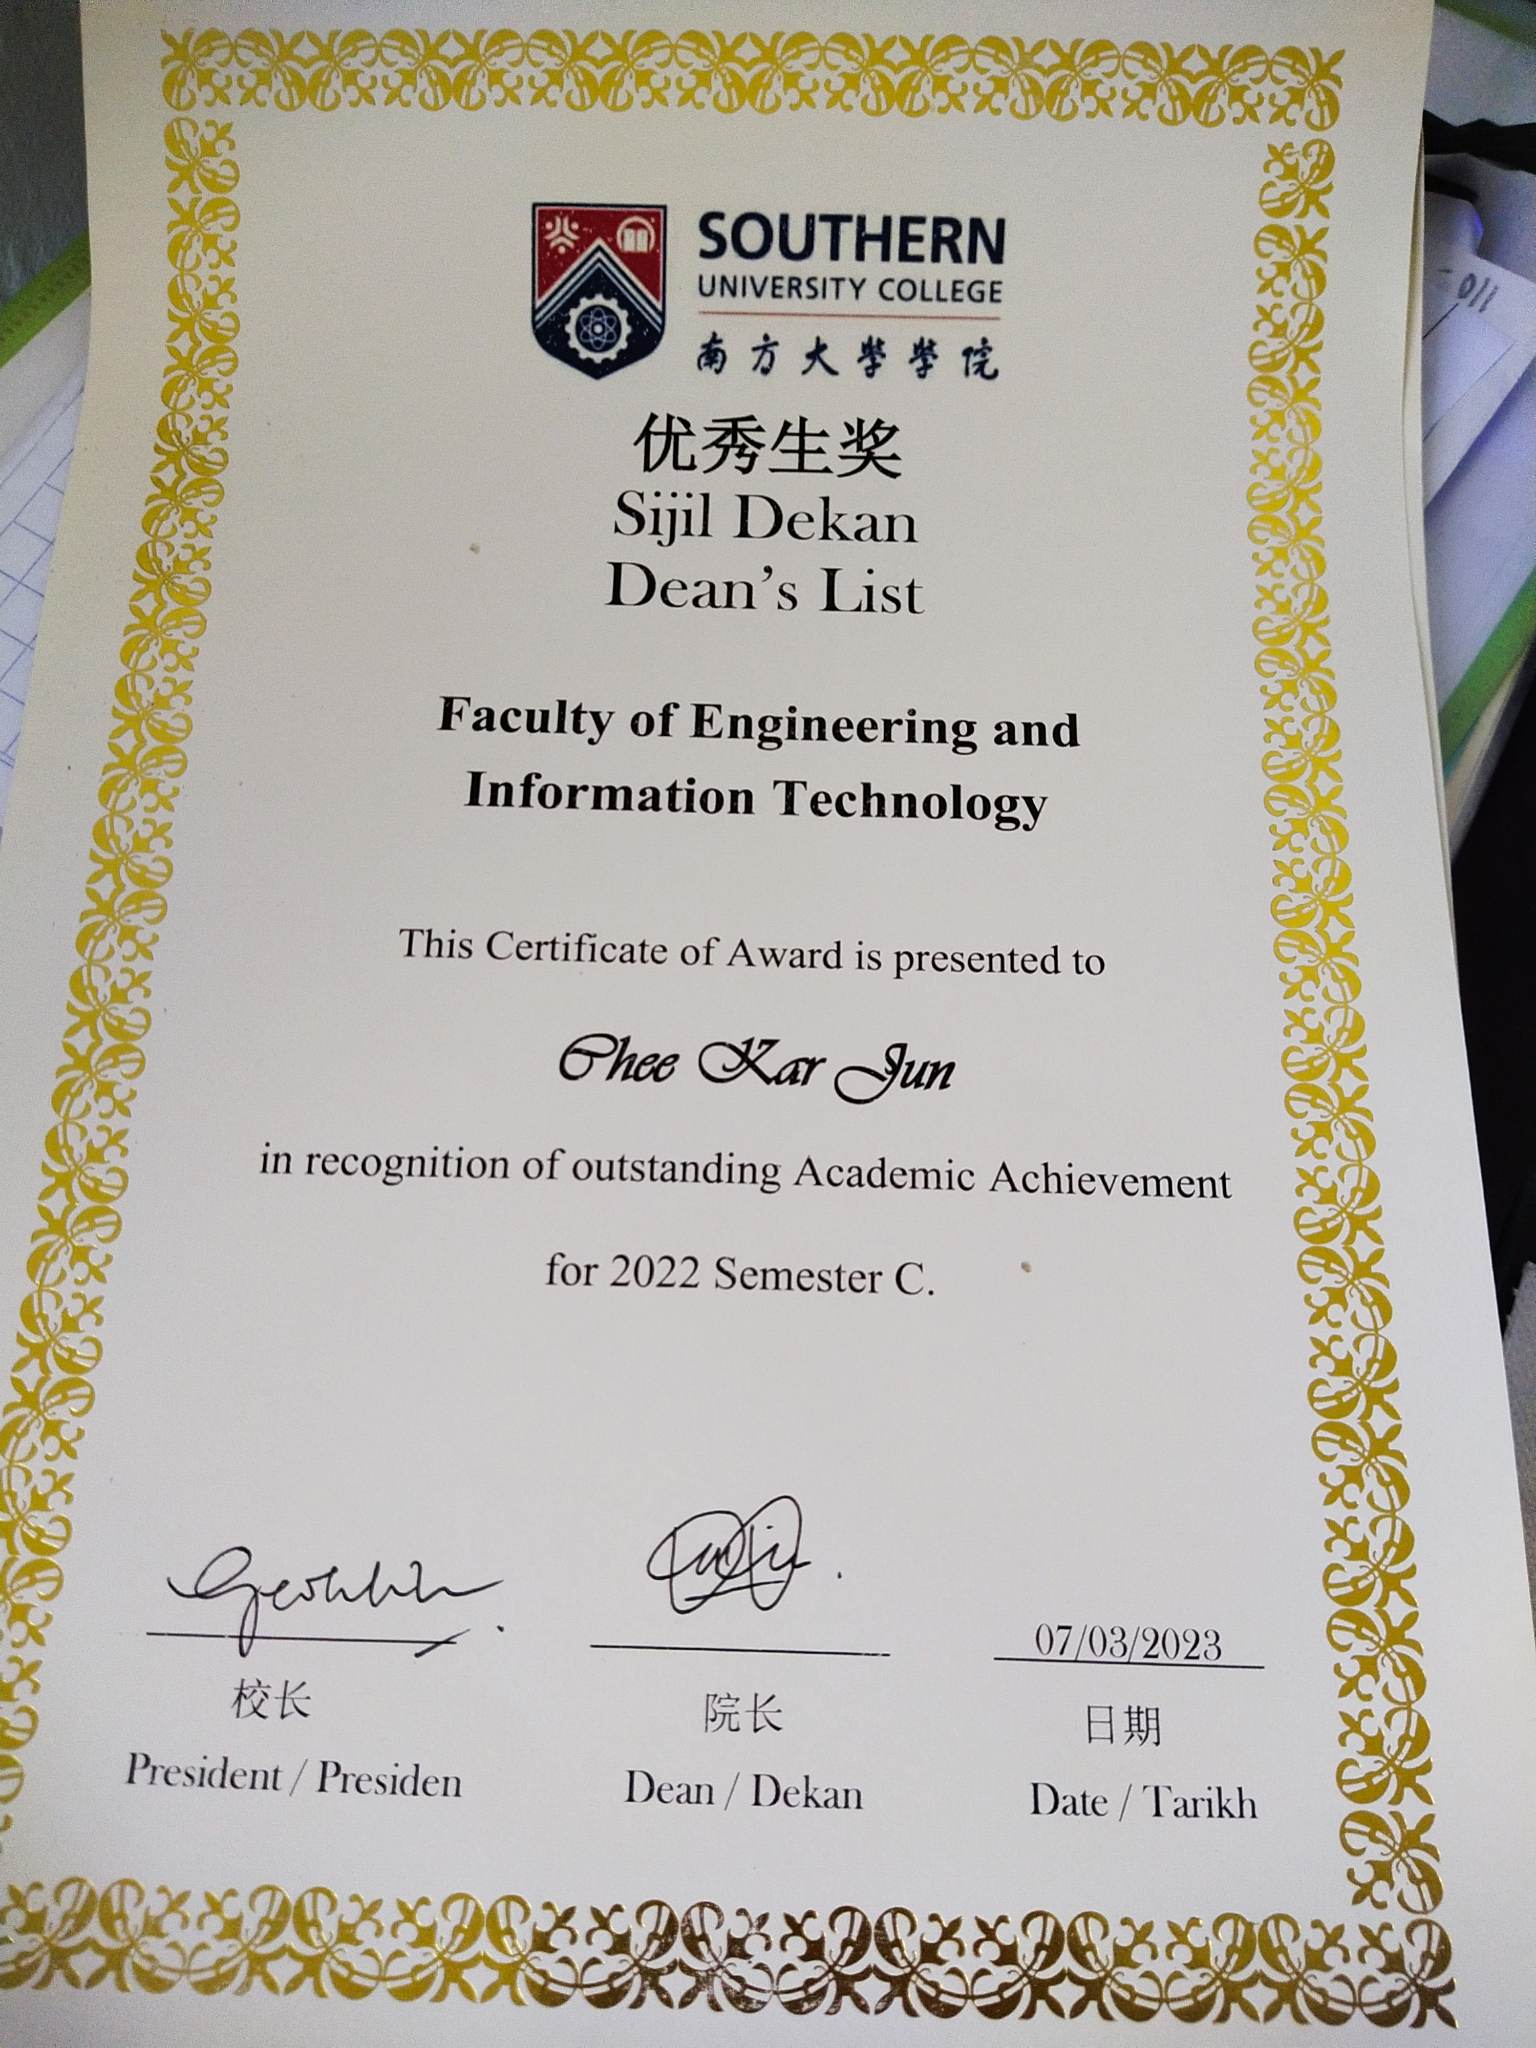 SOUTHERN
UNIVERSITY COLLEGE
南方大學學院
优秀生奖
Sijil Dekan
Dean's List
Faculty of Engineering and
Information Technology
This Certificate of Award is presented to
Chee Kar Jun
in recognition of outstanding Academic Achievement
for 2022 Semester C.
07/03/2023
校长 院长 日期
President / Presiden Dean / Dekan Date / Tarikh